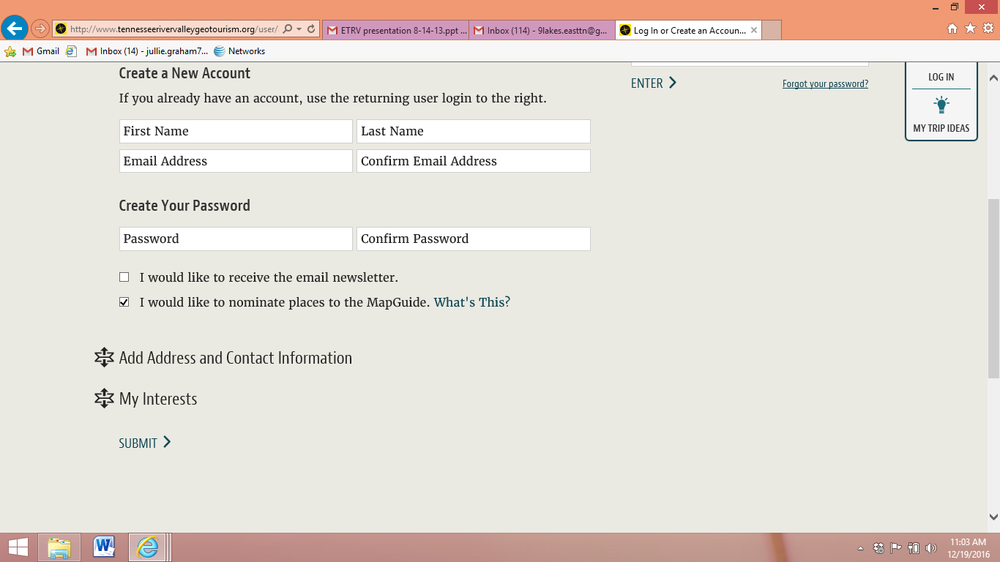 http://www.tennesseerivervalleygeotourism.org/user/
ETRV presentation 8-14-13.ppt ...
Inbox (114) - 9lakes.easttn@g...
Log In or Create an Accoun...
Gmail
Inbox (14) - jullie.graham7...
Networks
Create a New Account
If you already have an account, use the returning user login to the right.
First Name
Last Name
Email Address
Confirm Email Address
Create Your Password
Password
Confirm Password
I would like to receive the email newsletter.
I would like to nominate places to the MapGuide. What's This?
Add Address and Contact Information
My Interests
SUBMIT
ENTER
Forgot your password?
LOG IN
MY TRIP IDEAS
11:03 AM
12/19/2016